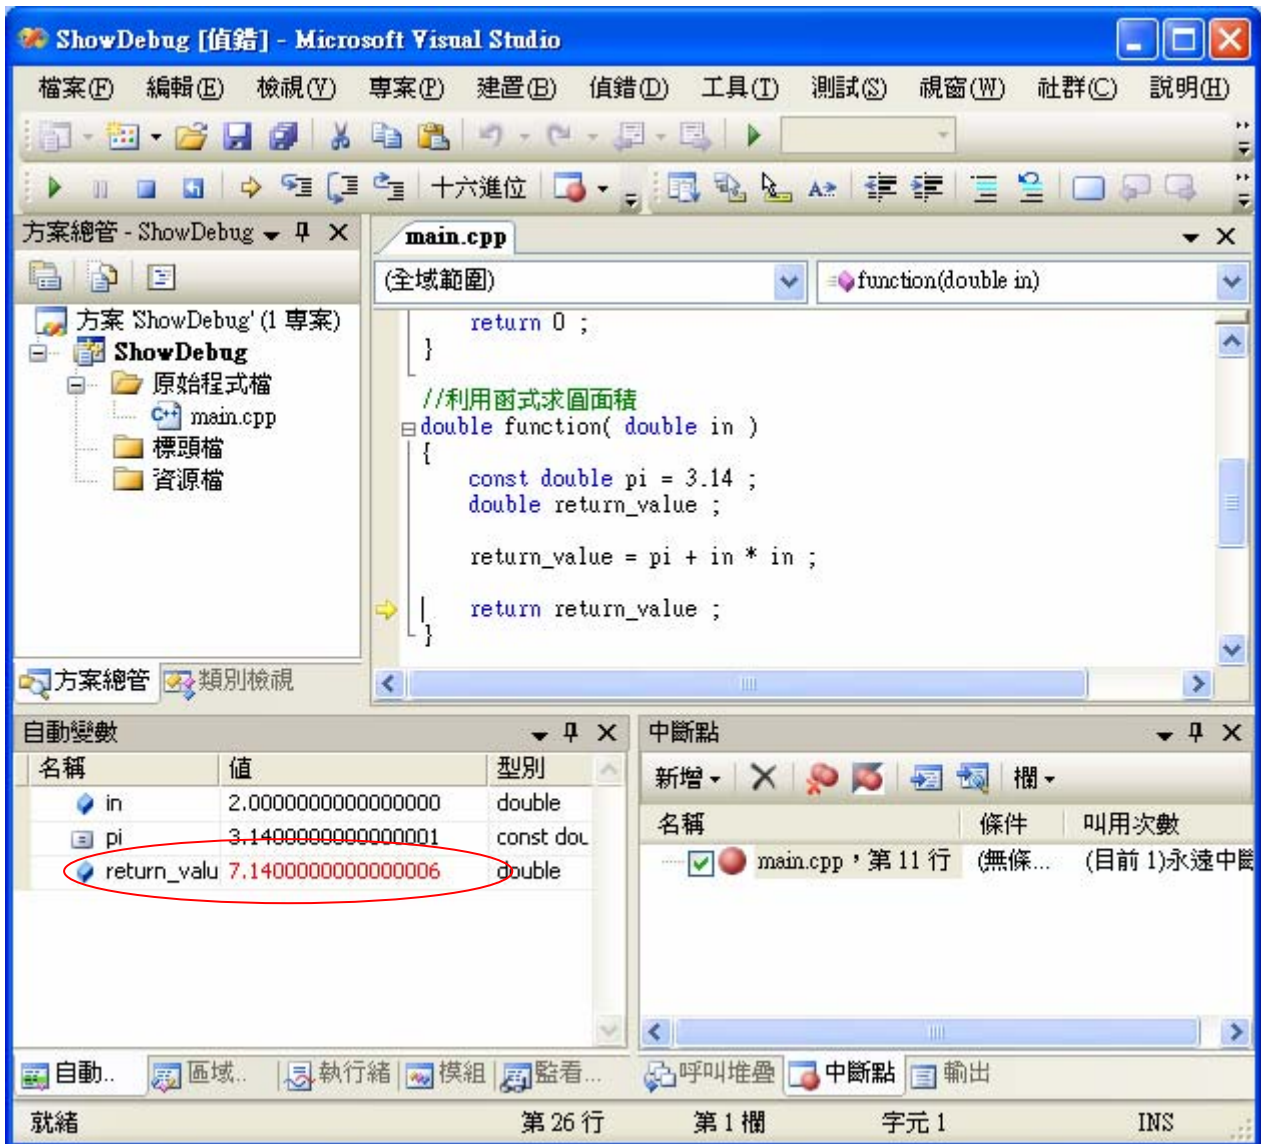 ShowDebug [偵錯] - Microsoft Visual Studio
檔案(F) 編輯(E) 檢視(V) 專案(P) 建置(B) 偵錯(D) 工具(T) 測試(S) 視窗(W) 社群(C) 說明(H)
十六進位
方案總管 - ShowDebug
方案 'ShowDebug' (1 專案)
ShowDebug
原始程式檔
main.cpp
標頭檔
資源檔
方案總管 類別檢視
main.cpp
(全域範圍) function(double in)
return 0 ;
}
//利用函式求圓面積
double function( double in )
{
const double pi = 3.14 ;
double return_value ;
return_value = pi + in * in ;
return return_value ;
}
自動變數
名稱 值 型別
in 2.0000000000000000 double
pi 3.1400000000000001 const dou
return_valu 7.1400000000000006 double
自動.. 區域.. 執行緒 模組 監看...
中斷點
新增 欄
名稱 條件 叫用次數
main.cpp，第 11 行 (無條... (目前 1)永遠中斷
呼叫堆疊 中斷點 輸出
就緒 第 26 行 第 1 欄 字元 1 INS